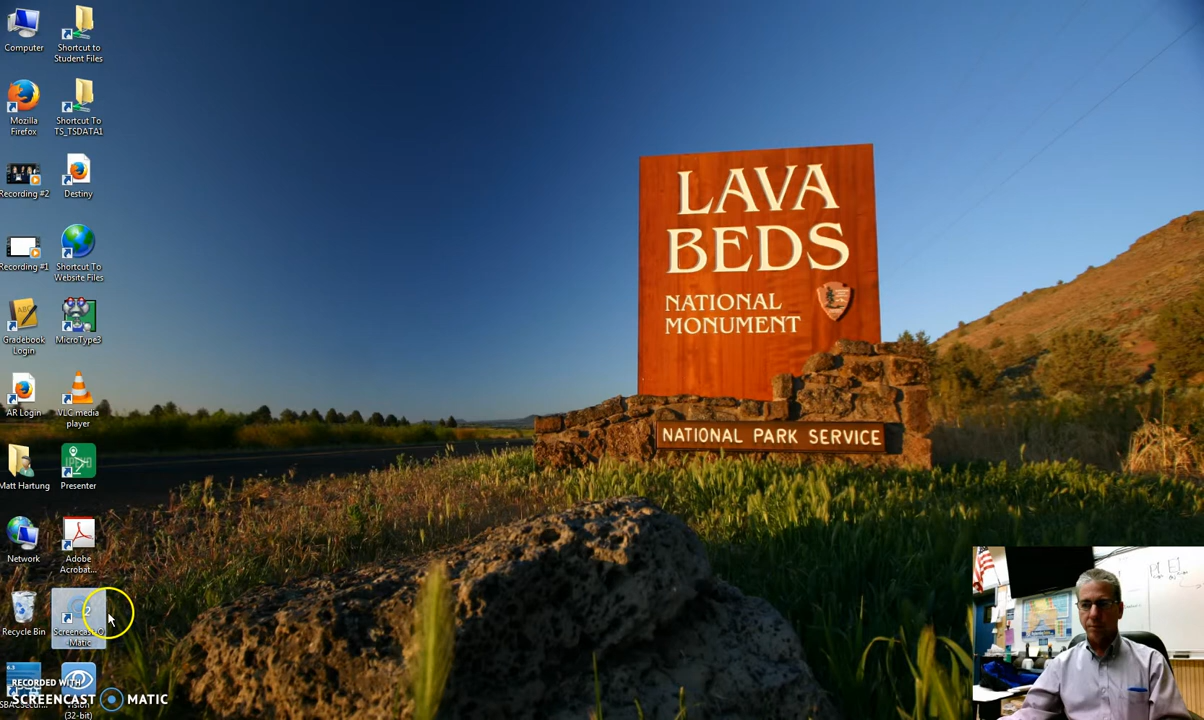 Computer
Shortcut to
Student Files
Mozilla
Firefox
Shortcut To
TS_TSDATA1
Recording #2
Destiny
Recording #1
Shortcut To
Website Files
Gradebook
Login
MicroType3
AR Login
VLC media
player
Matt Hartung
Presenter
Network
Adobe
Acrobat...
Recycle Bin
Screencast-O
-Matic
(32-bit)
RECORDED WITH
SCREENCAST MATIC
LAVA
BEDS
NATIONAL
MONUMENT
NATIONAL PARK SERVICE